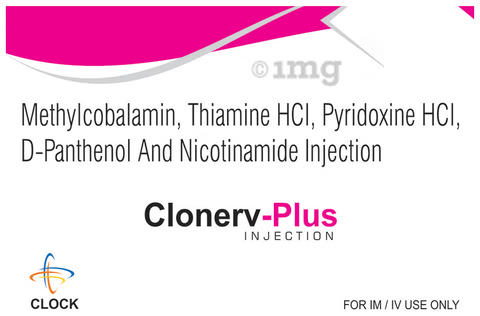 © 1mg
Methylcobalamin, Thiamine HCl, Pyridoxine HCl,
D-Panthenol And Nicotinamide Injection
Clonerv-Plus
INJECTION
CLOCK
FOR IM / IV USE ONLY